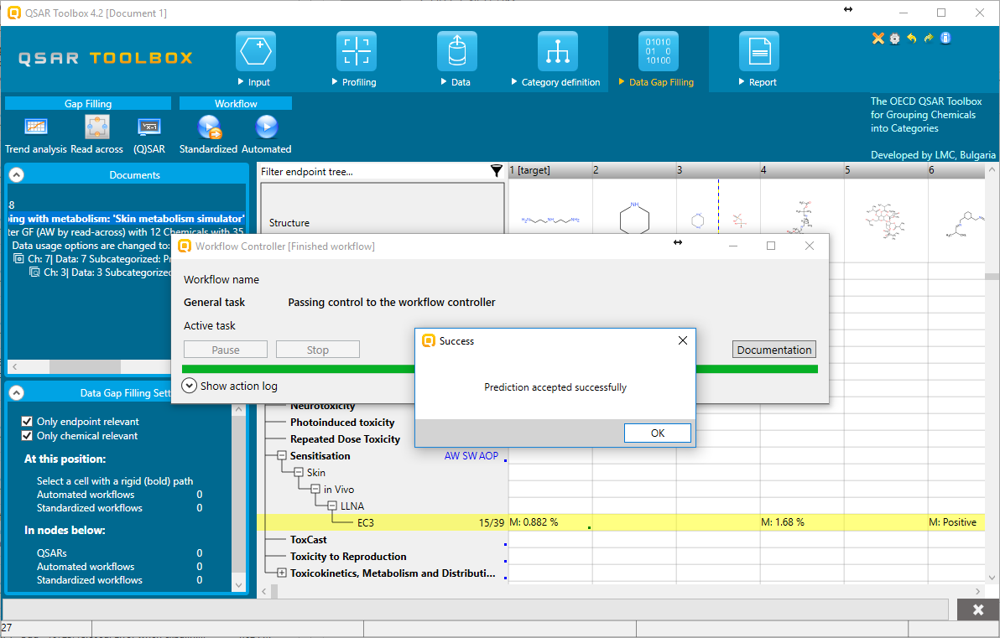 QSAR Toolbox 4.2 [Document 1]
QSAR TOOLBOX
Input
Profiling
Data
01010
01 0
10100
Category definition
Data Gap Filling
Report
Gap Filling
Workflow
Trend analysis
Read across
(Q)SAR
Standardized
Automated
The OECD QSAR Toolbox
for Grouping Chemicals
into Categories
Developed by LMC, Bulgaria
Documents
8
ing with metabolism: 'Skin metabolism simulator'
ter GF (AW by read-across) with 12 Chemicals with 35
Data usage options are changed to:
Ch: 7| Data: 7 Subcategorized: Pr
Ch: 3| Data: 3 Subcategorized
Filter endpoint tree...
1 [target]
2
3
4
5
6
Structure
Workflow Controller [Finished workflow]
Workflow name
General task
Passing control to the workflow controller
Active task
Pause
Stop
Documentation
Show action log
Success
Prediction accepted successfully
OK
Data Gap Filling Sett
Only endpoint relevant
Only chemical relevant
At this position:
Select a cell with a rigid (bold) path
Automated workflows 0
Standardized workflows 0
In nodes below:
QSARs 0
Automated workflows 0
Standardized workflows 0
Neurotoxicity
Photoinduced toxicity
Repeated Dose Toxicity
Sensitisation AW SW AOP
Skin
in Vivo
LLNA
EC3 15/39 M: 0.882 % M: 1.68 % M: Positive
ToxCast
Toxicity to Reproduction
Toxicokinetics, Metabolism and Distributi...
27